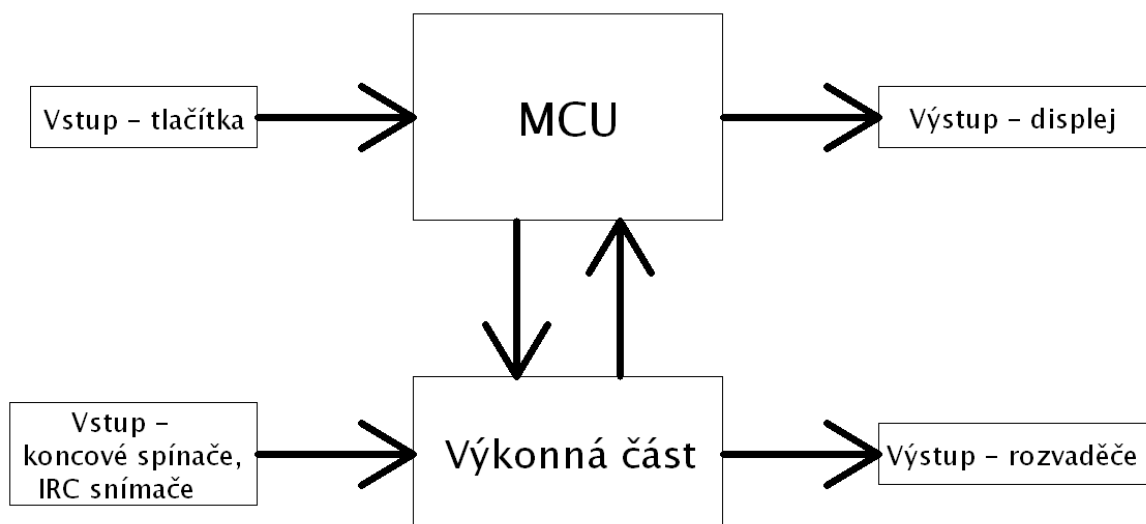 Vstup – tlačítka
MCU
Výstup – displej
Vstup –
koncové spínače,
IRC snímače
Výkonná část
Výstup – rozvaděče